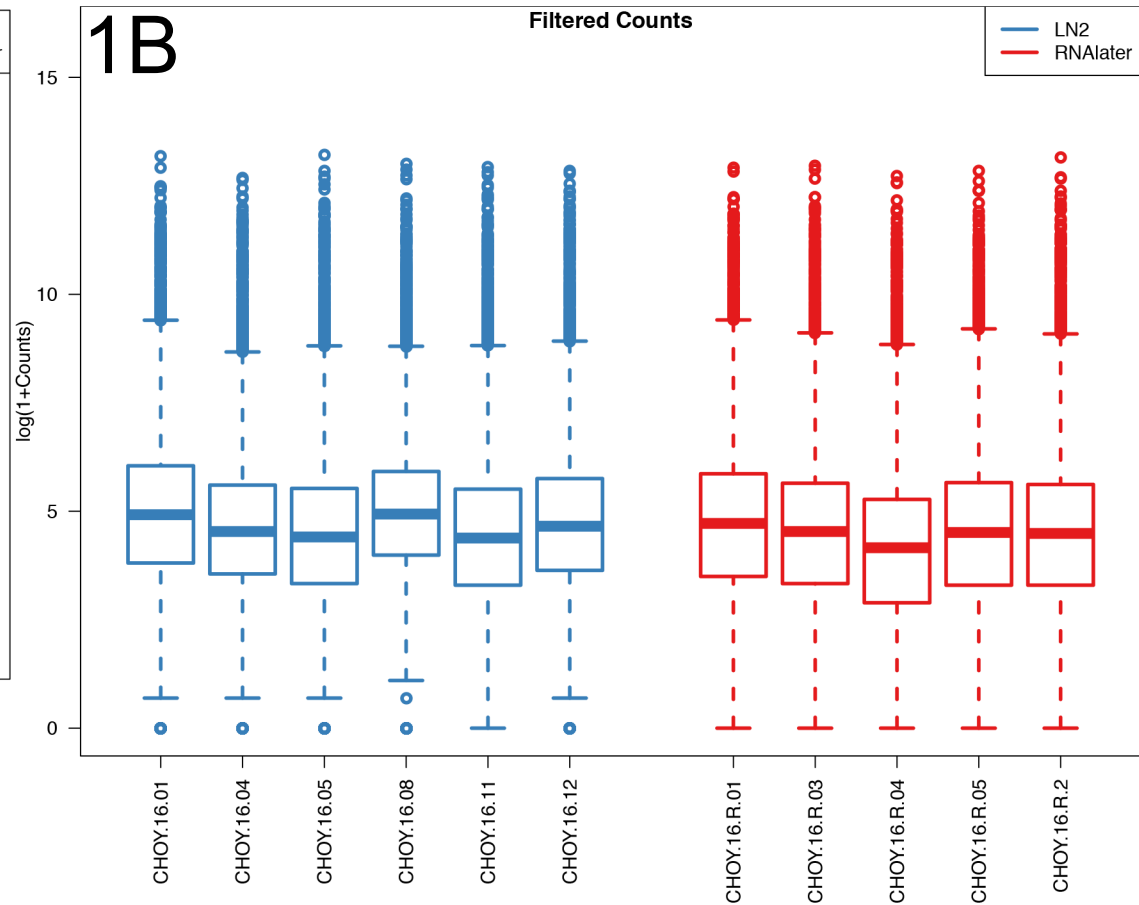 1B
Filtered Counts
LN2
RNAlater
15
10
5
0
log(1+Counts)
CHOY.16.01
CHOY.16.04
CHOY.16.05
CHOY.16.08
CHOY.16.11
CHOY.16.12
CHOY.16.R.01
CHOY.16.R.03
CHOY.16.R.04
CHOY.16.R.05
CHOY.16.R.2